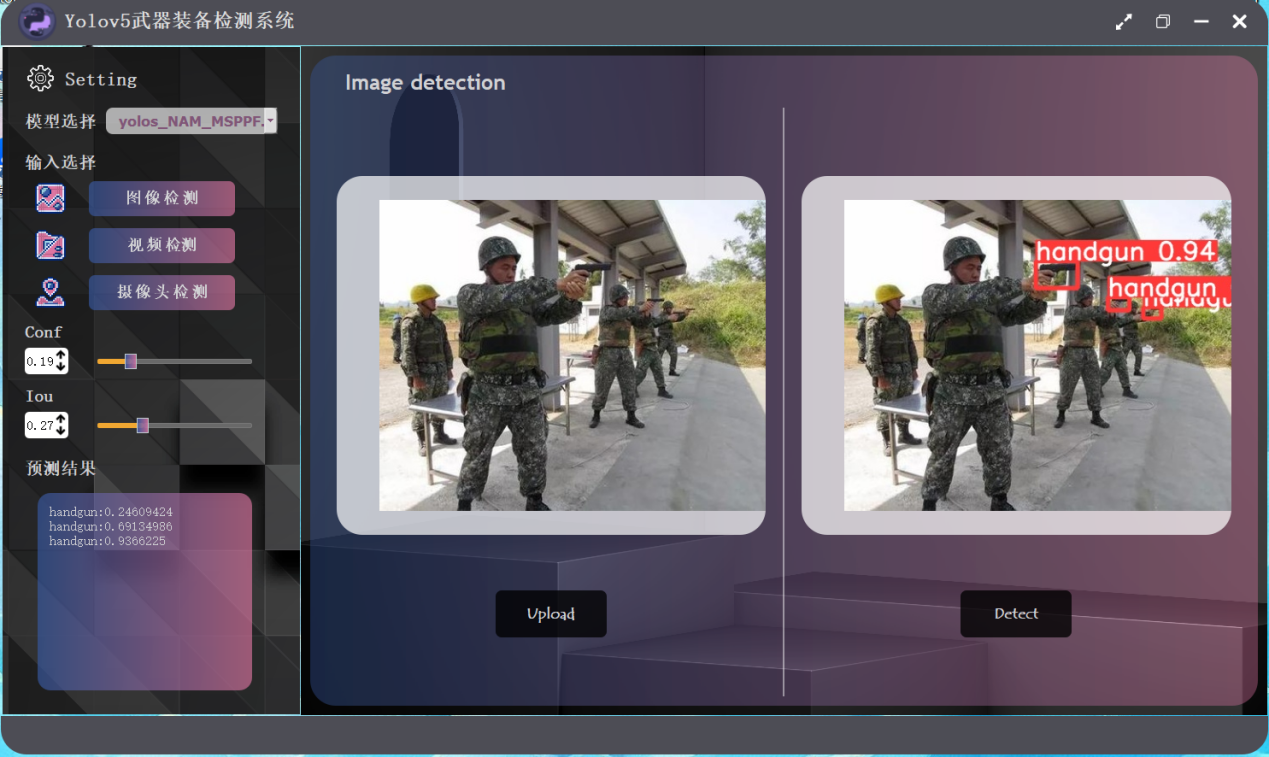 Yolov5武器装备检测系统
Setting
模型选择 yolos_NAM_MSPPF.
输入选择
图像检测
视频检测
摄像头检测
Conf
0.19
Iou
0.27
预测结果
handgun:0.24609424
handgun:0.69134986
handgun:0.9366225
Image detection
handgun 0.94
handgun
Upload
Detect